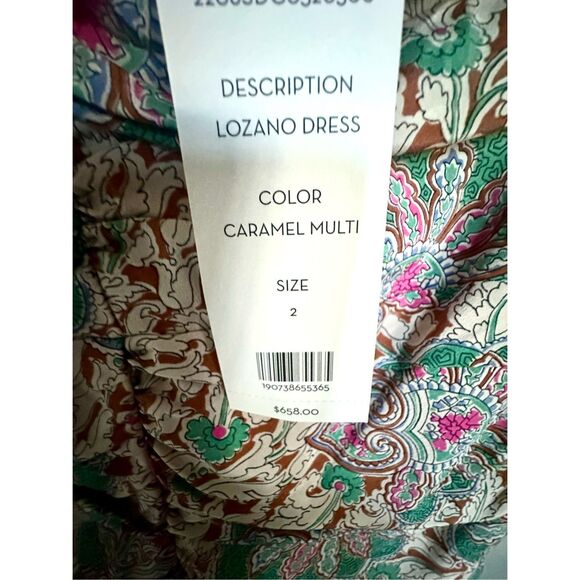 DESCRIPTION
LOZANO DRESS
COLOR
CARAMEL MULTI
SIZE
2
190738655365
$658.00